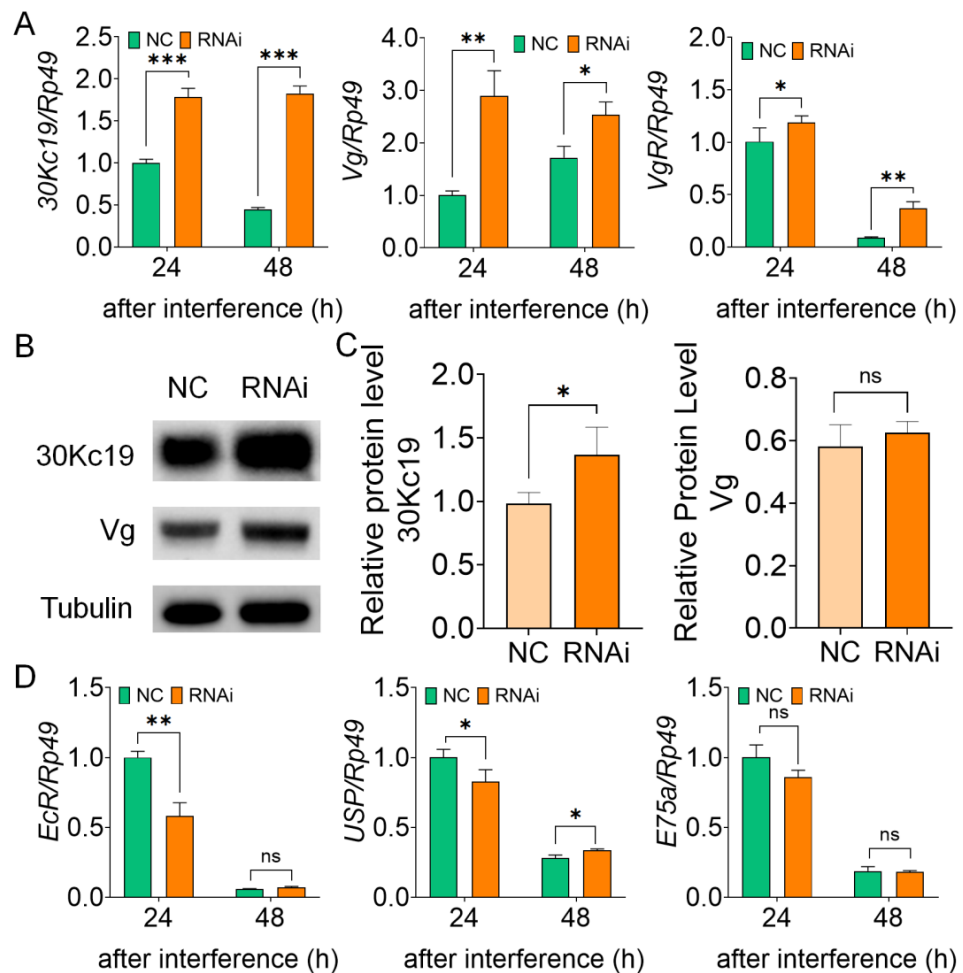 A
30Kc19/Rp49
2.5
2.0
1.5
1.0
0.5
0.0
NC RNAi
***
***
24 48
after interference (h)
Vg/Rp49
4.0
3.0
2.0
1.0
0.0
NC RNAi
**
*
24 48
after interference (h)
VgR/Rp49
2.0
1.5
1.0
0.5
0.0
NC RNAi
*
**
24 48
after interference (h)
B
NC RNAi
30Kc19
Vg
Tubulin
C
Relative protein level
30Kc19
2.0
1.5
1.0
0.5
0.0
*
NC RNAi
Relative Protein Level
Vg
0.8
0.6
0.4
0.2
0.0
ns
NC RNAi
D
EcR/Rp49
1.5
1.0
0.5
0.0
NC RNAi
**
ns
24 48
after interference (h)
USP/Rp49
1.5
1.0
0.5
0.0
NC RNAi
*
*
24 48
after interference (h)
E75a/Rp49
1.5
1.0
0.5
0.0
NC RNAi
ns
ns
24 48
after interference (h)